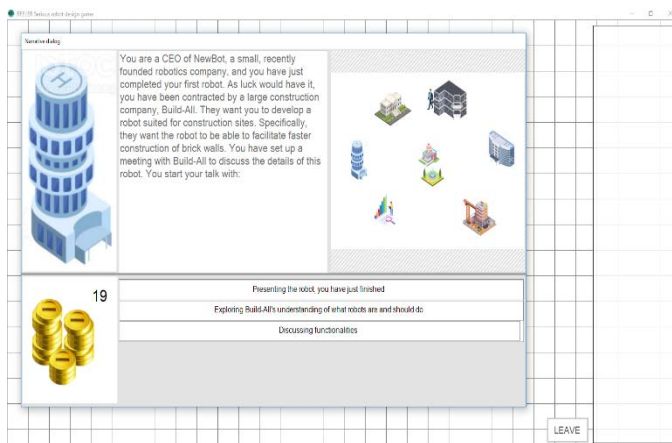 REELER Serious robot design game
Narrative dialog
You are a CEO of NewBot, a small, recently
founded robotics company, and you have just
completed your first robot. As luck would have it,
you have been contracted by a large construction
company, Build-All. They want you to develop a
robot suited for construction sites. Specifically,
they want the robot to be able to facilitate faster
construction of brick walls. You have set up a
meeting with Build-All to discuss the details of this
robot. You start your talk with:
H
19
Presenting the robot, you have just finished
Exploring Build-All's understanding of what robots are and should do
Discussing functionalities
LEAVE